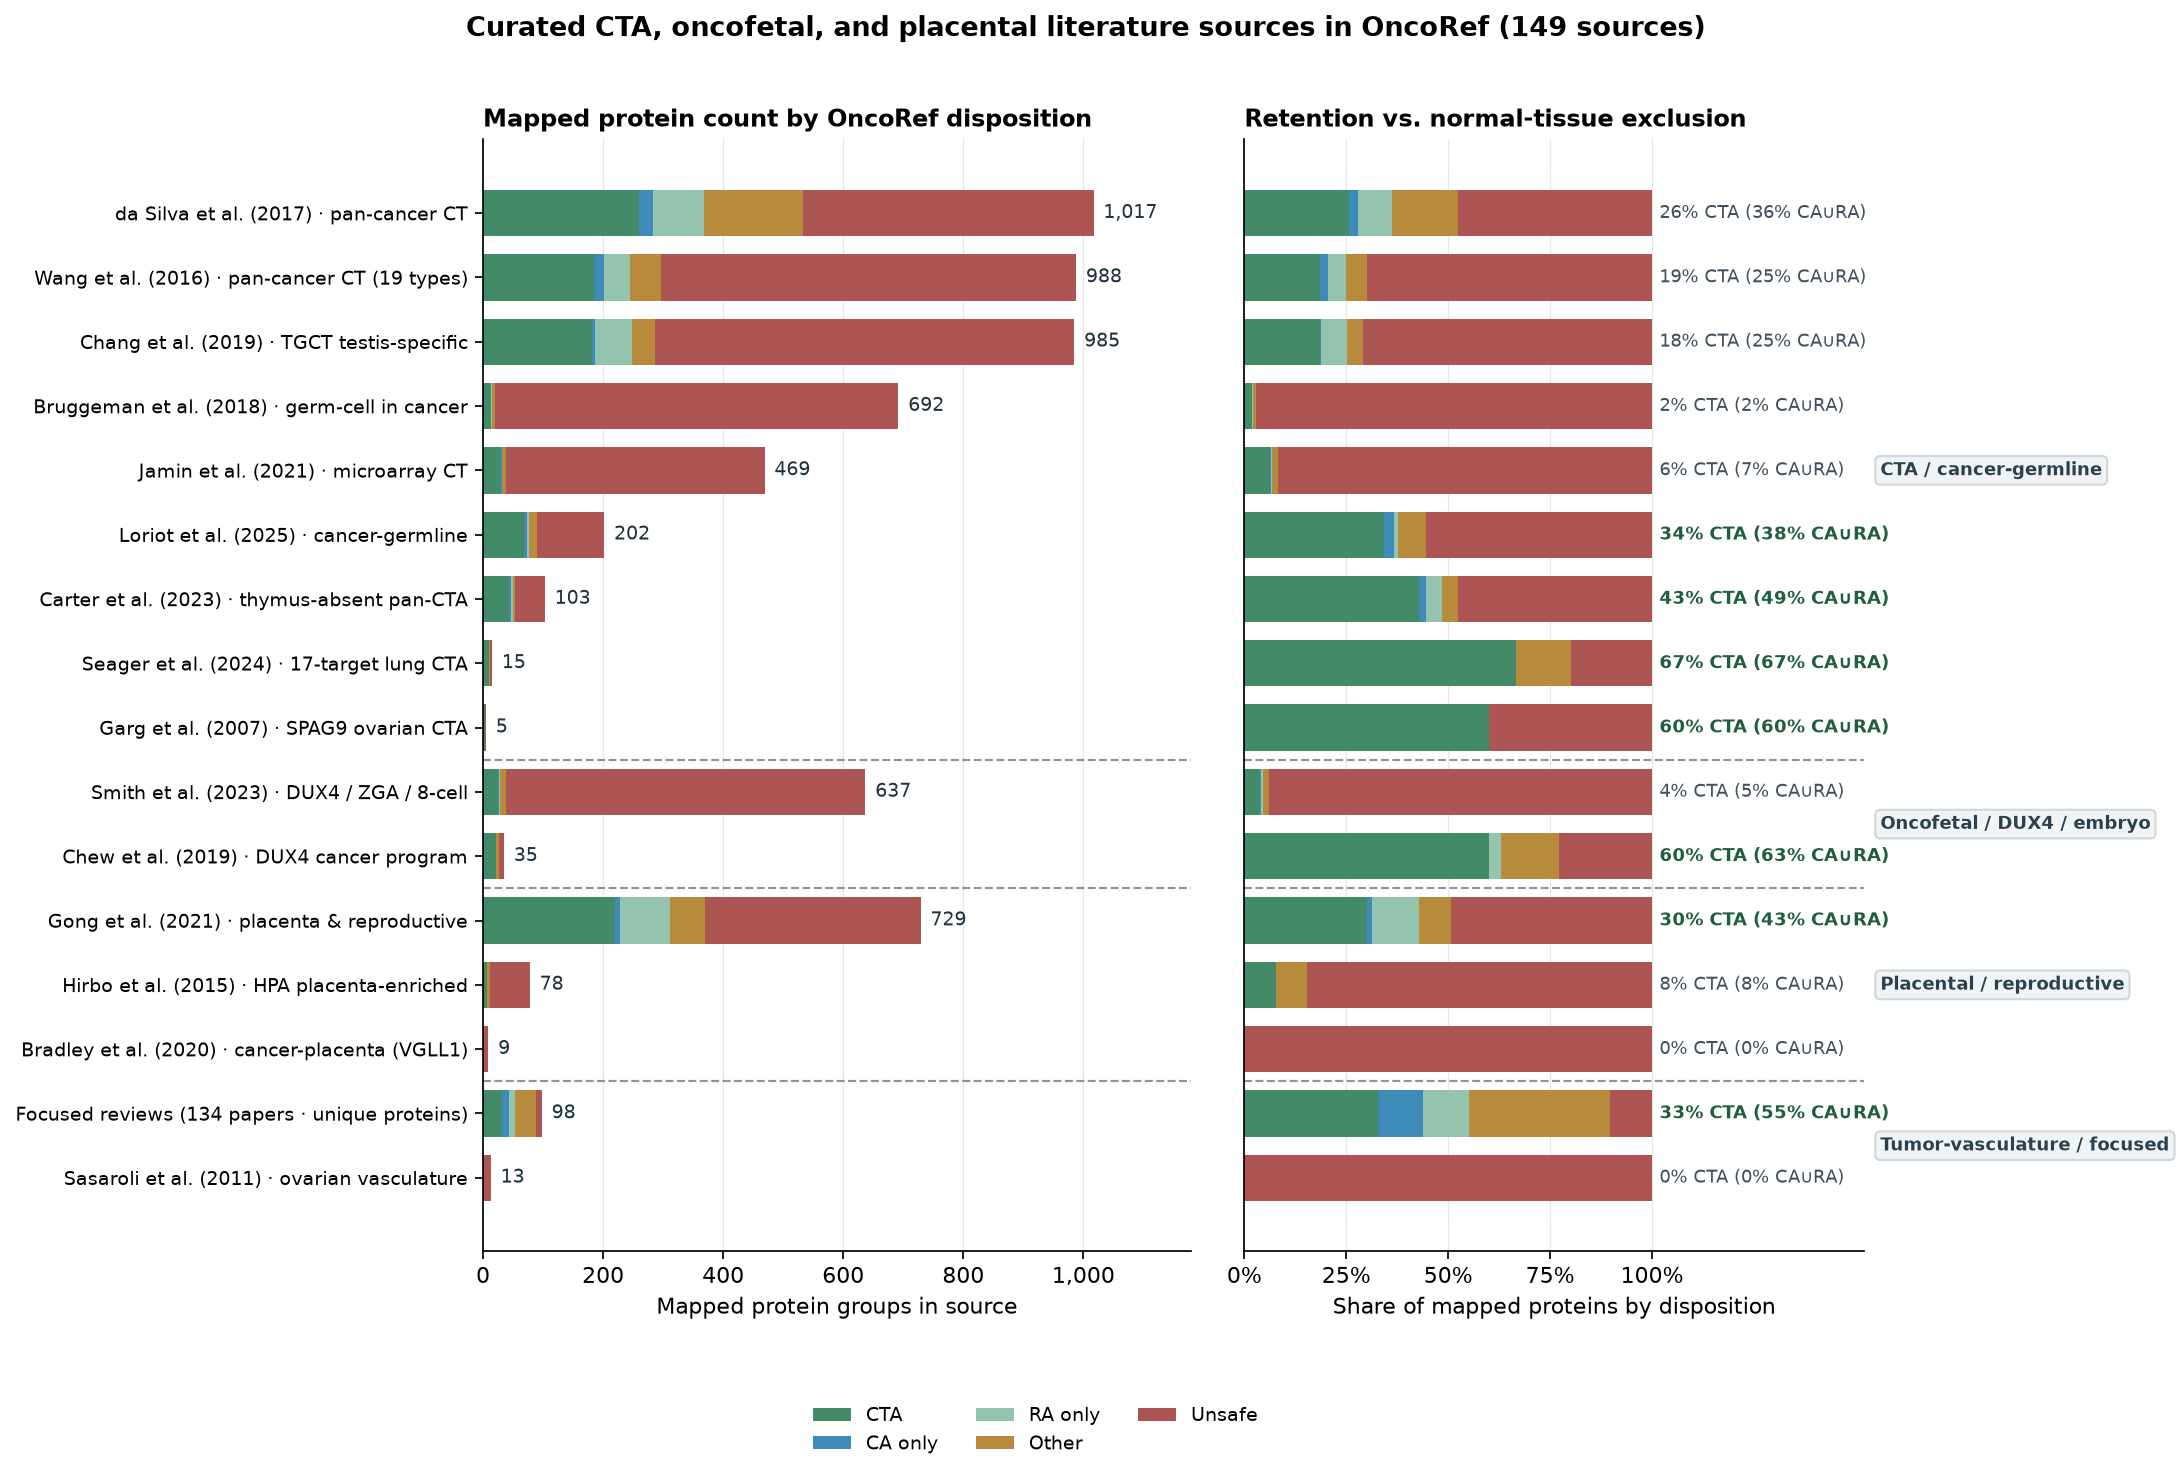 Curated CTA, oncofetal, and placental literature sources in OncoRef (149 sources)
Mapped protein count by OncoRef disposition
da Silva et al. (2017) · pan-cancer CT
1,017
Wang et al. (2016) · pan-cancer CT (19 types)
988
Chang et al. (2019) · TGCT testis-specific
985
Bruggeman et al. (2018) · germ-cell in cancer
692
Jamin et al. (2021) · microarray CT
469
Loriot et al. (2025) · cancer-germline
202
Carter et al. (2023) · thymus-absent pan-CTA
103
Seager et al. (2024) · 17-target lung CTA
15
Garg et al. (2007) · SPAG9 ovarian CTA
5
Smith et al. (2023) · DUX4 / ZGA / 8-cell
637
Chew et al. (2019) · DUX4 cancer program
35
Gong et al. (2021) · placenta & reproductive
729
Hirbo et al. (2015) · HPA placenta-enriched
78
Bradley et al. (2020) · cancer-placenta (VGLL1)
9
Focused reviews (134 papers · unique proteins)
98
Sasaroli et al. (2011) · ovarian vasculature
13
0 200 400 600 800 1,000
Mapped protein groups in source
Retention vs. normal-tissue exclusion
26% CTA (36% CA∪RA)
19% CTA (25% CA∪RA)
18% CTA (25% CA∪RA)
2% CTA (2% CA∪RA)
6% CTA (7% CA∪RA)
CTA / cancer-germline
34% CTA (38% CA∪RA)
43% CTA (49% CA∪RA)
67% CTA (67% CA∪RA)
60% CTA (60% CA∪RA)
4% CTA (5% CA∪RA)
Oncofetal / DUX4 / embryo
60% CTA (63% CA∪RA)
30% CTA (43% CA∪RA)
8% CTA (8% CA∪RA)
Placental / reproductive
0% CTA (0% CA∪RA)
33% CTA (55% CA∪RA)
Tumor-vasculature / focused
0% CTA (0% CA∪RA)
0% 25% 50% 75% 100%
Share of mapped proteins by disposition
CTA
CA only
RA only
Other
Unsafe